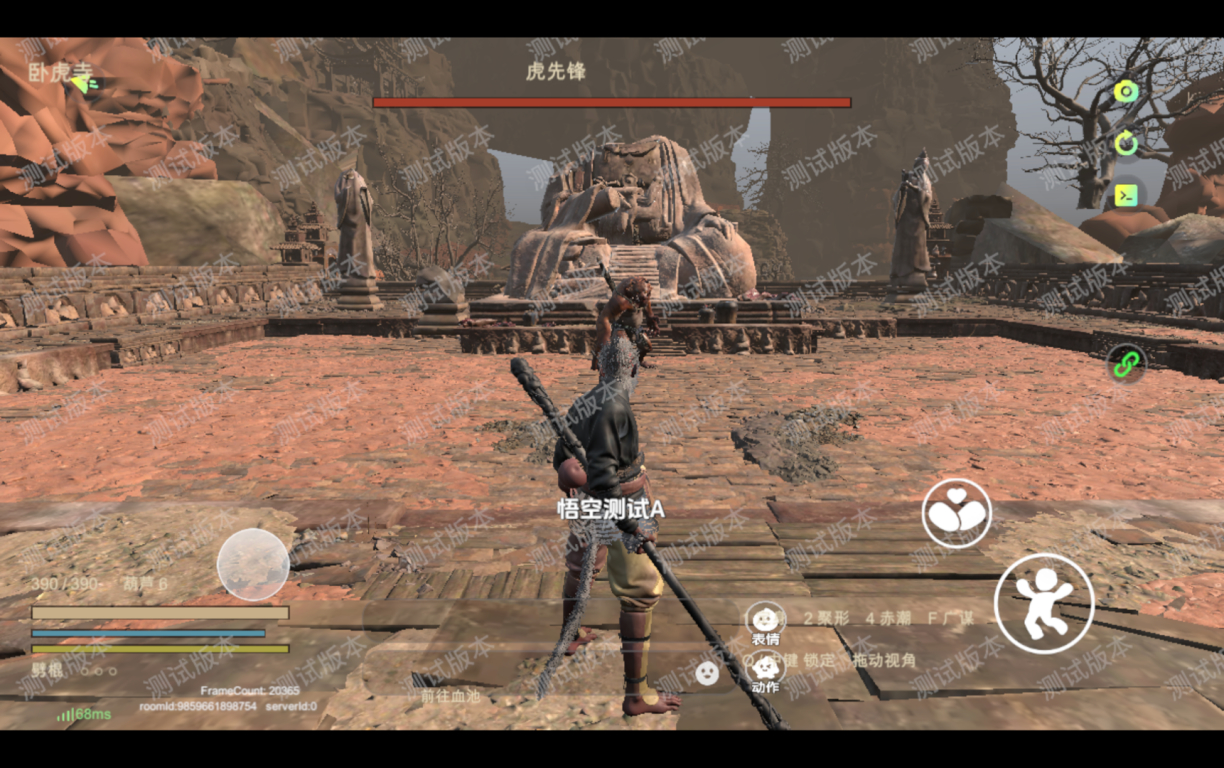 卧虎寺
虎先锋
悟空测试A
390 / 390
葫芦 6
表情
2 聚形 4 赤潮 F 广谋
键 锁定 拖动视角
动作
劈棍
前往血池
FrameCount: 20365
roomId:9859661898754 serverId:0
68ms
测试版本